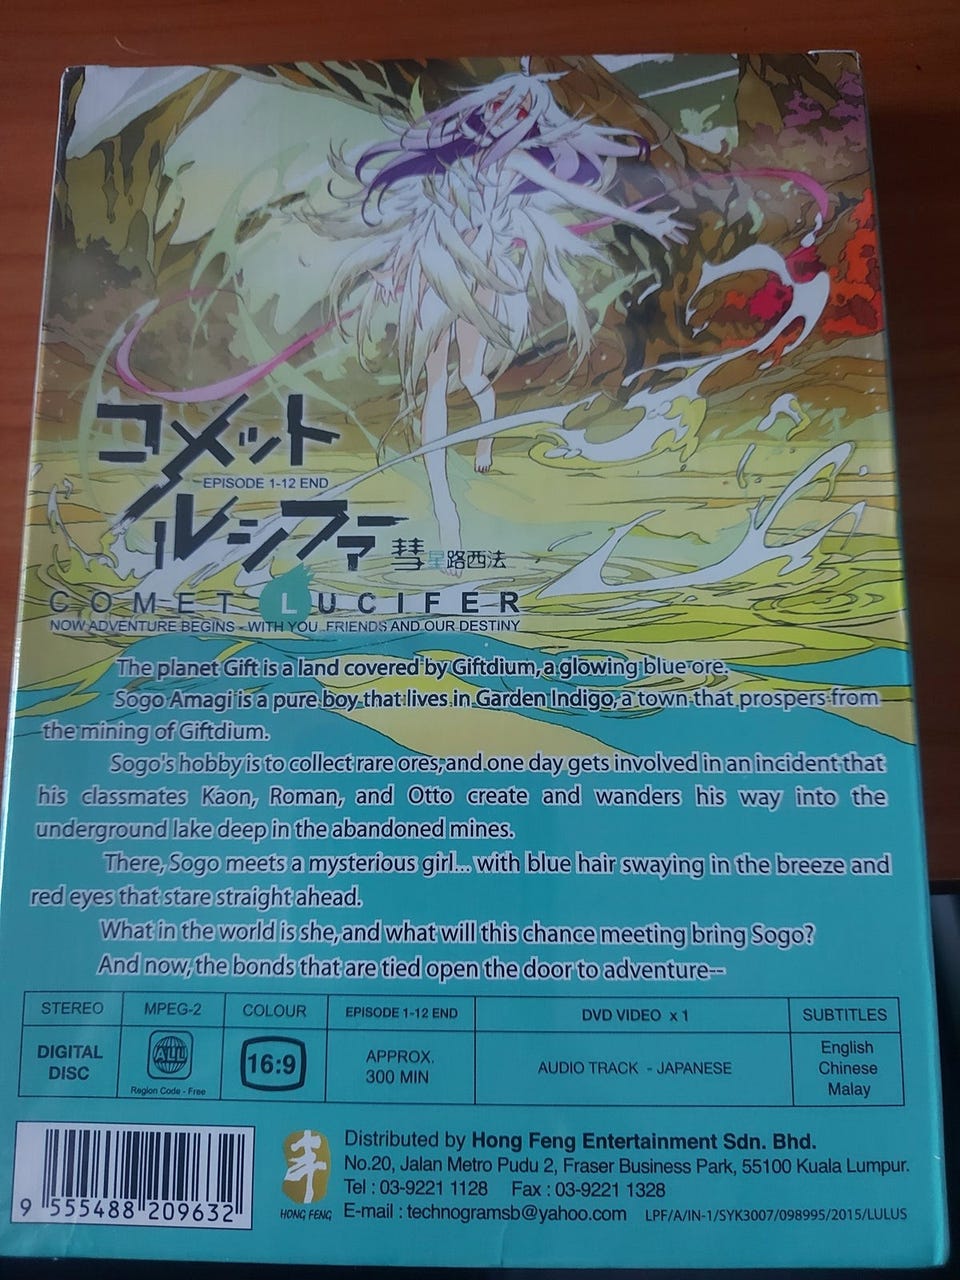 コメット
EPISODE 1-12 END
ルシファー
彗星路西法
COMET LUCIFER
NOW ADVENTURE BEGINS - WITH YOU, FRIENDS AND OUR DESTINY
The planet Gift is a land covered by Giftdium, a glowing blue ore.
Sogo Amagi is a pure boy that lives in Garden Indigo, a town that prospers from
the mining of Giftdium.
Sogo's hobby is to collect rare ores, and one day gets involved in an incident that
his classmates Kaon, Roman, and Otto create and wanders his way into the
underground lake deep in the abandoned mines.
There, Sogo meets a mysterious girl... with blue hair swaying in the breeze and
red eyes that stare straight ahead.
What in the world is she, and what will this chance meeting bring Sogo?
And now, the bonds that are tied open the door to adventure--
STEREO MPEG-2 COLOUR EPISODE 1-12 END DVD VIDEO x 1 SUBTITLES
DIGITAL DISC
ALL
Region Code - Free
16:9
APPROX.
300 MIN
AUDIO TRACK - JAPANESE
English
Chinese
Malay
9 555488 209632
HONG FENG
Distributed by Hong Feng Entertainment Sdn. Bhd.
No.20, Jalan Metro Pudu 2, Fraser Business Park, 55100 Kuala Lumpur.
Tel : 03-9221 1128 Fax : 03-9221 1328
E-mail : technogramsb@yahoo.com LPF/A/IN-1/SYK3007/098995/2015/LULUS